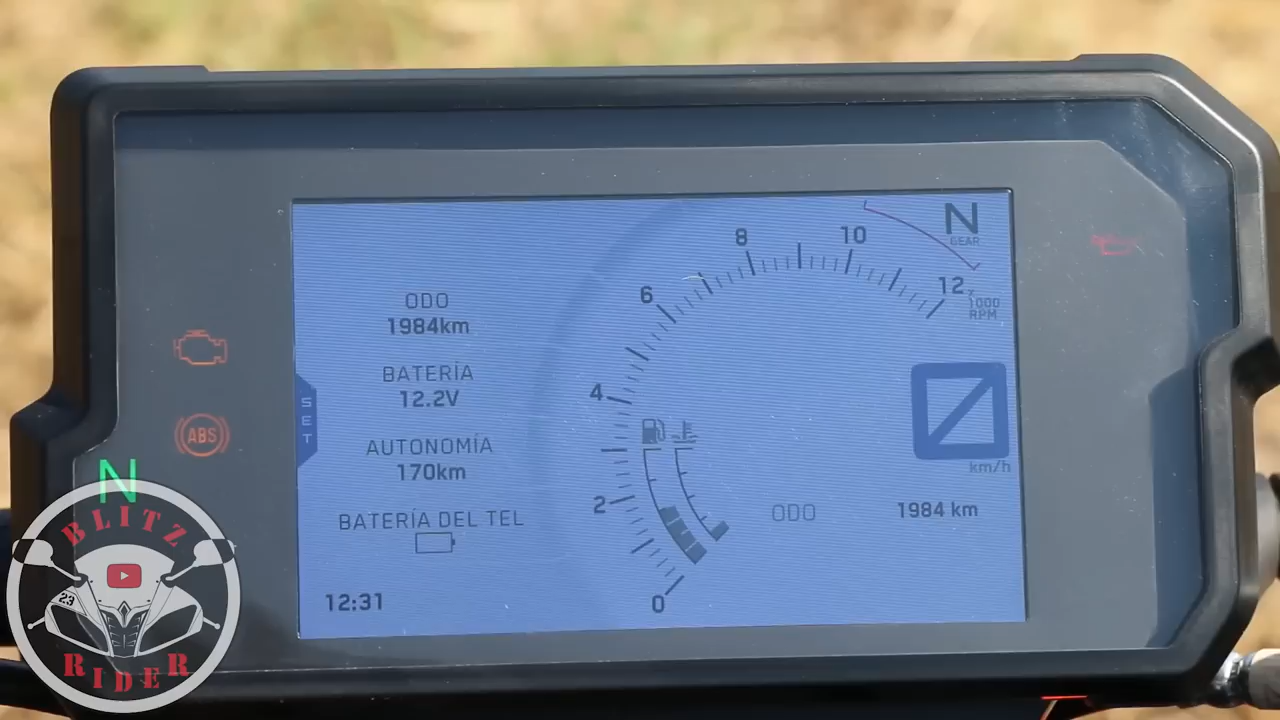 N
GEAR
8
10
6
12
1000
RPM
ODO
1984km
BATERÍA
12.2V
4
SET
ABS
AUTONOMÍA
170km
km/h
N
2
ODO
1984 km
BATERÍA DEL TEL
12:31
0
BLITZ
23
RIDER